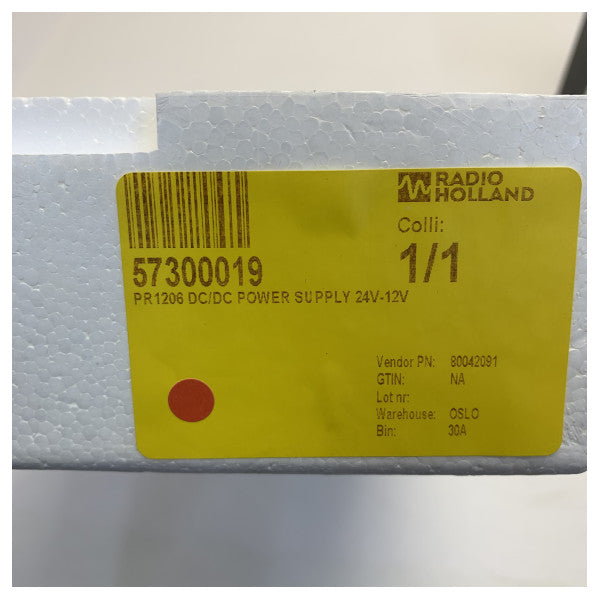 RADIO
HOLLAND
Colli:
1/1
57300019
PR1206 DC/DC POWER SUPPLY 24V-12V
Vendor PN: 80042091
GTIN: NA
Lot nr:
Warehouse: OSLO
Bin: 30A